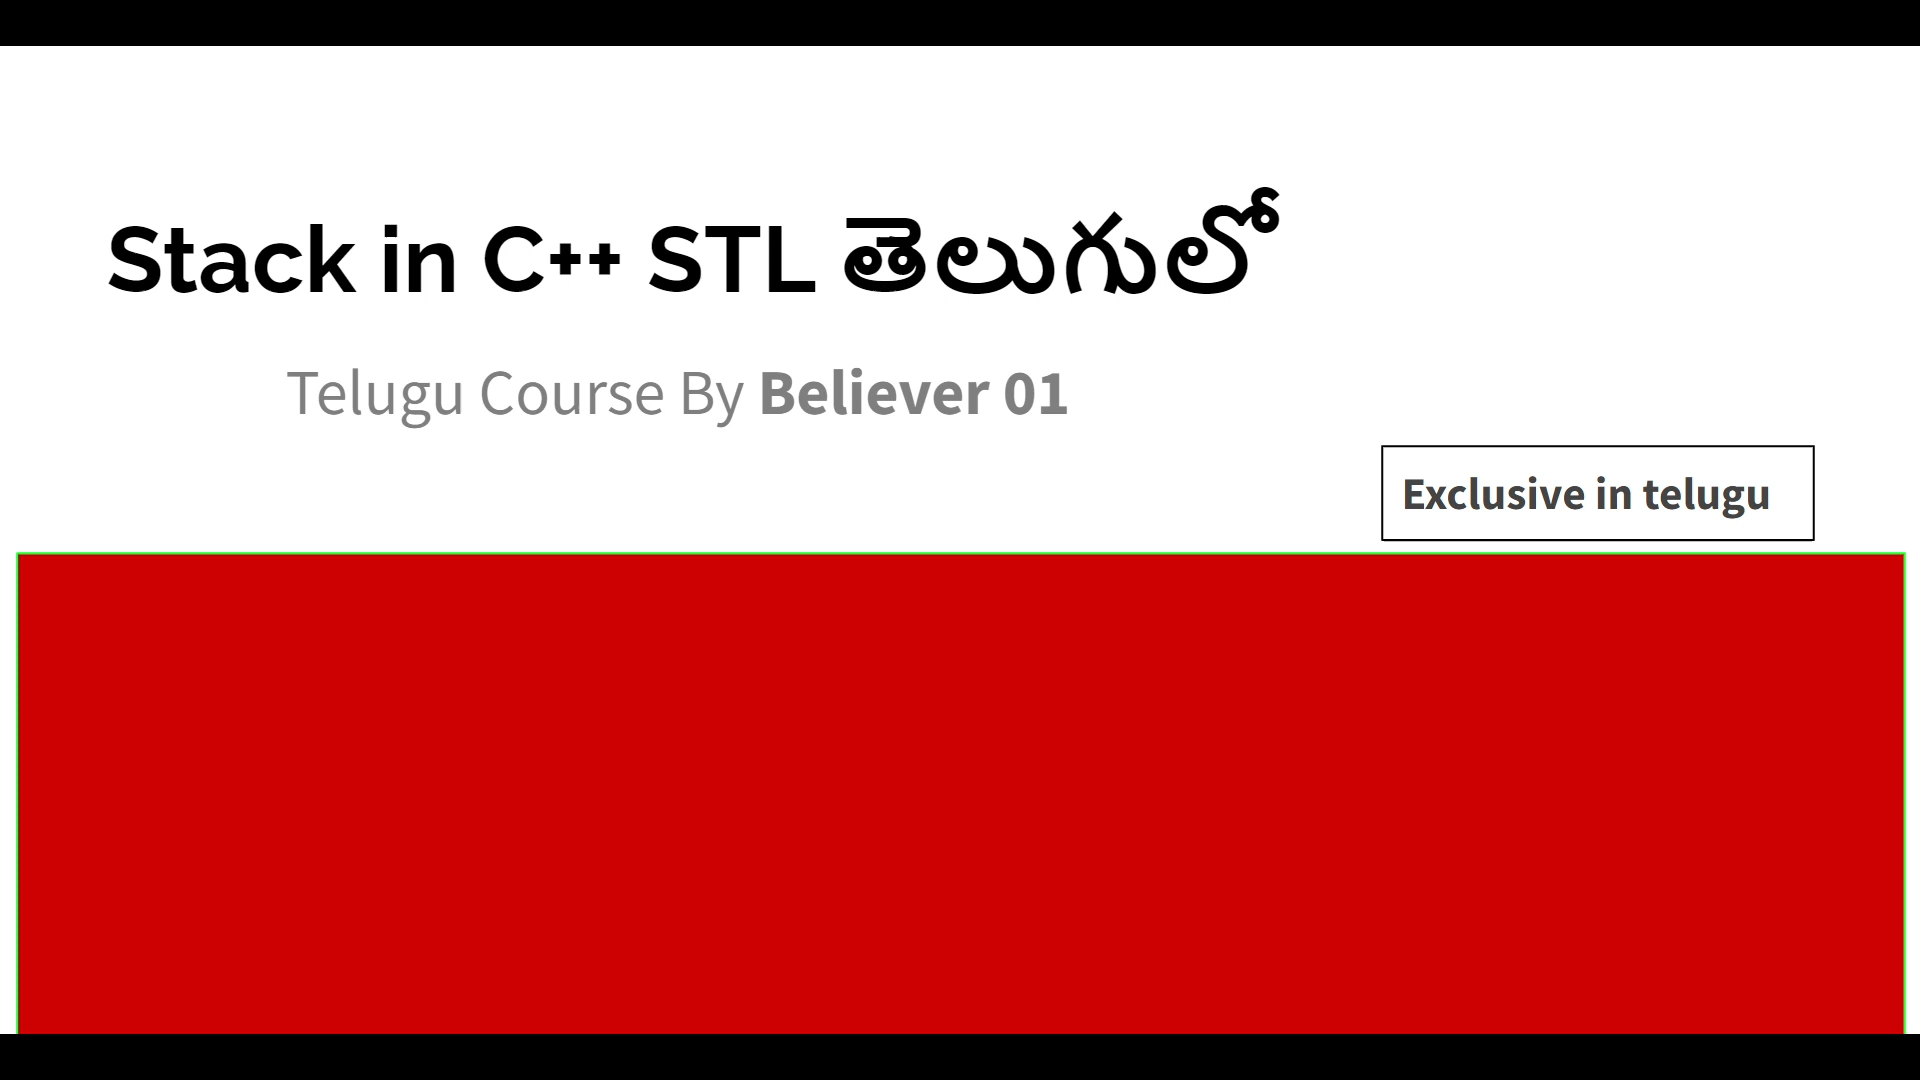 Stack in C++ STL తెలుగులో
Telugu Course By Believer 01
Exclusive in telugu